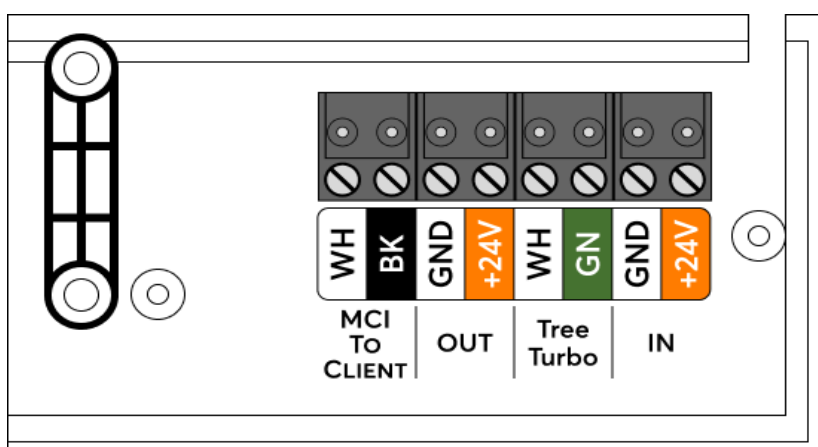 WH BK GND +24V WH GN GND +24V
MCI
TO
CLIENT
OUT
Tree
Turbo
IN